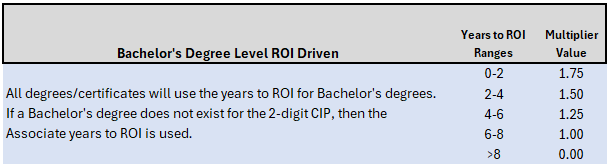 Years to ROI Multiplier
Bachelor's Degree Level ROI Driven Ranges Value
0-2 1.75
All degrees/certificates will use the years to ROI for Bachelor's degrees. 2-4 1.50
If a Bachelor's degree does not exist for the 2-digit CIP, then the 4-6 1.25
Associate years to ROI is used. 6-8 1.00
>8 0.00